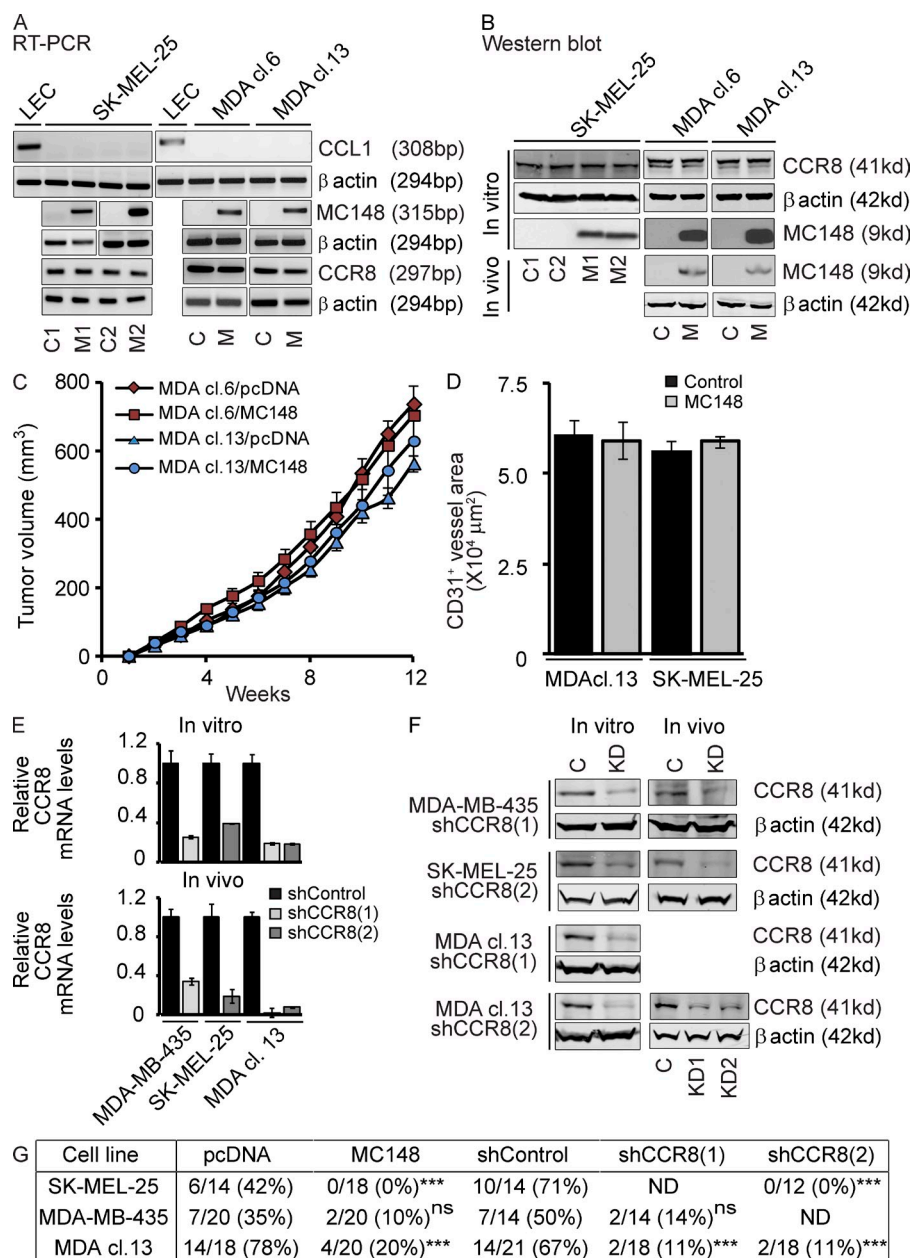 A
RT-PCR
LEC
SK-MEL-25
LEC
MDA cl.6
MDA cl.13
CCL1 (308bp)
β actin (294bp)
MC148 (315bp)
β actin (294bp)
CCR8 (297bp)
β actin (294bp)
C1
M1
C2
M2
C
M
C
M
B
Western blot
SK-MEL-25
MDA cl.6
MDA cl.13
In vitro
CCR8 (41kd)
β actin (42kd)
MC148 (9kd)
In vivo
C1
C2
M1
M2
MC148 (9kd)
β actin (42kd)
C
M
C
M
C
Tumor volume (mm³)
800
600
400
200
0
MDA cl.6/pcDNA
MDA cl.6/MC148
MDA cl.13/pcDNA
MDA cl.13/MC148
4
8
12
Weeks
D
CD31⁺ vessel area
(X10⁴ µm²)
7.5
5.0
2.5
0
Control
MC148
MDAcl.13
SK-MEL-25
E
In vitro
Relative
CCR8
mRNA levels
1.2
0.8
0.4
0
In vivo
Relative
CCR8
mRNA levels
1.2
0.8
0.4
0
shControl
shCCR8(1)
shCCR8(2)
MDA-MB-435
SK-MEL-25
MDA cl. 13
F
In vitro
In vivo
C
KD
C
KD
MDA-MB-435
shCCR8(1)
CCR8 (41kd)
β actin (42kd)
SK-MEL-25
shCCR8(2)
CCR8 (41kd)
β actin (42kd)
MDA cl.13
shCCR8(1)
CCR8 (41kd)
β actin (42kd)
MDA cl.13
shCCR8(2)
CCR8 (41kd)
β actin (42kd)
C
KD1
KD2
G
Cell line pcDNA MC148 shControl shCCR8(1) shCCR8(2)
SK-MEL-25 6/14 (42%) 0/18 (0%)*** 10/14 (71%) ND 0/12 (0%)***
MDA-MB-435 7/20 (35%) 2/20 (10%)ns 7/14 (50%) 2/14 (14%)ns ND
MDA cl.13 14/18 (78%) 4/20 (20%)*** 14/21 (67%) 2/18 (11%)*** 2/18 (11%)***